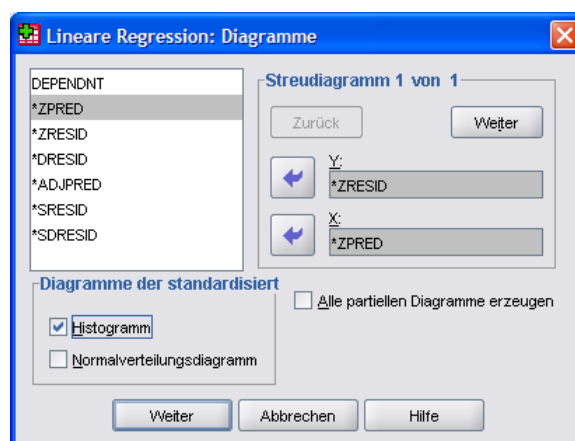 Lineare Regression: Diagramme
DEPENDNT
*ZPRED
*ZRESID
*DRESID
*ADJPRED
*SRESID
*SDRESID
Streudiagramm 1 von 1
Zurück
Weiter
Y:
*ZRESID
X:
*ZPRED
Diagramme der standardisiert
Histogramm
Normalverteilungsdiagramm
Alle partiellen Diagramme erzeugen
Weiter
Abbrechen
Hilfe